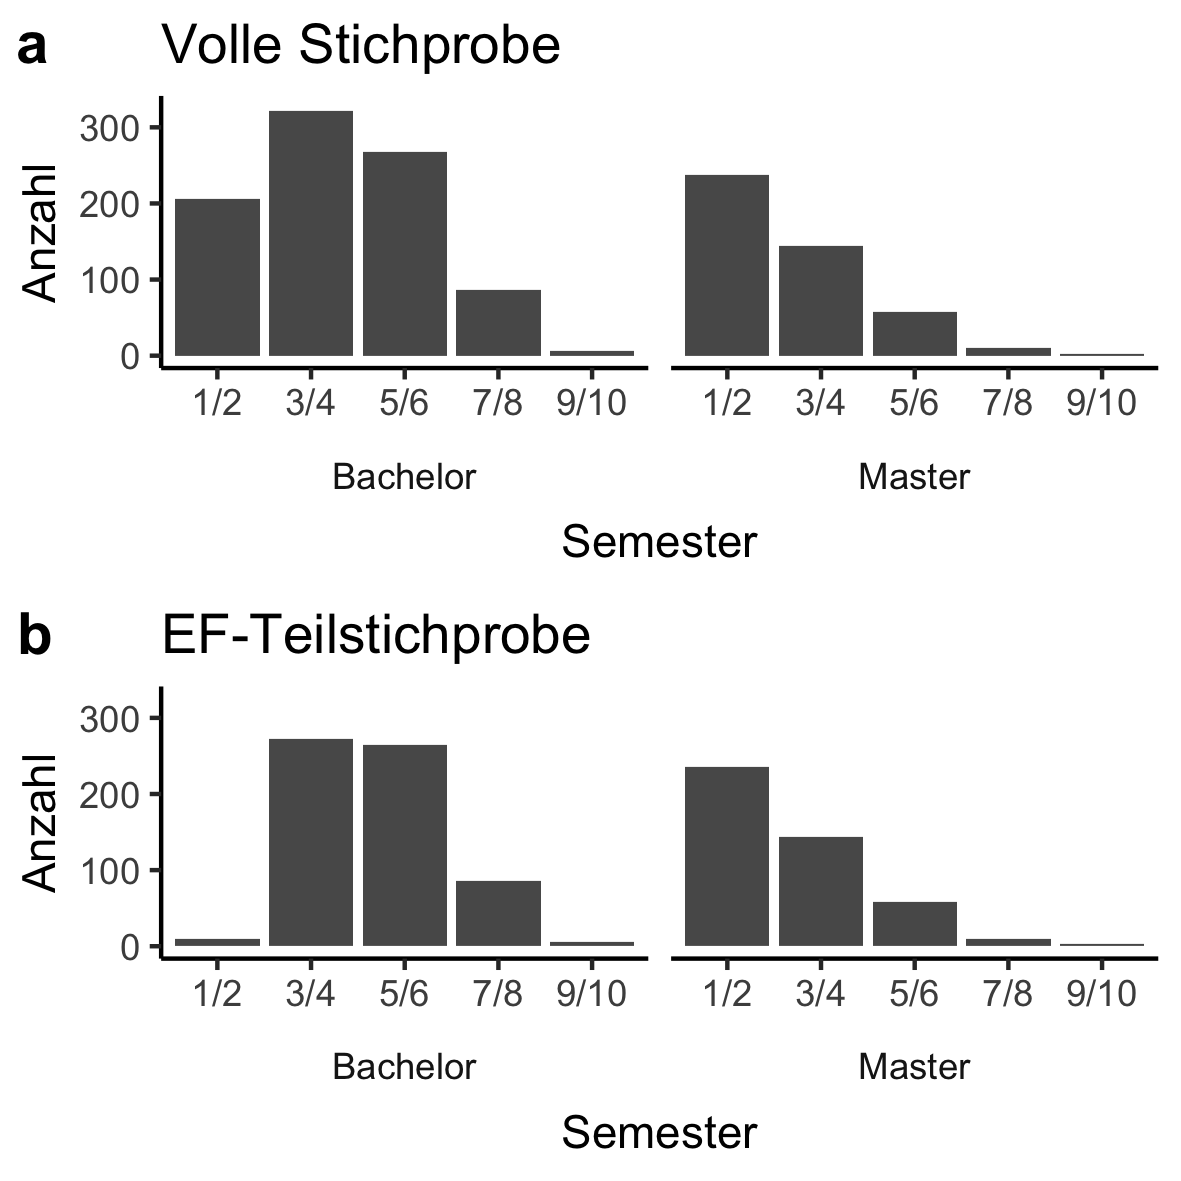 a Volle Stichprobe
Anzahl
300
200
100
0
1/2 3/4 5/6 7/8 9/10 1/2 3/4 5/6 7/8 9/10
Bachelor Master
Semester
b EF-Teilstichprobe
Anzahl
300
200
100
0
1/2 3/4 5/6 7/8 9/10 1/2 3/4 5/6 7/8 9/10
Bachelor Master
Semester